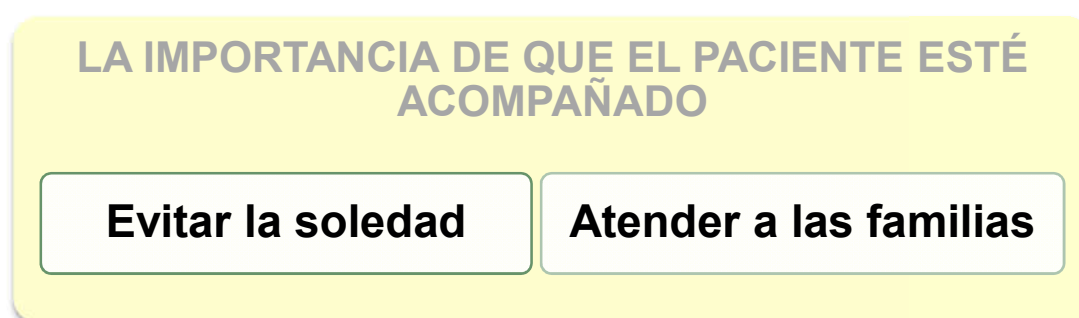 LA IMPORTANCIA DE QUE EL PACIENTE ESTÉ
ACOMPAÑADO
Evitar la soledad
Atender a las familias